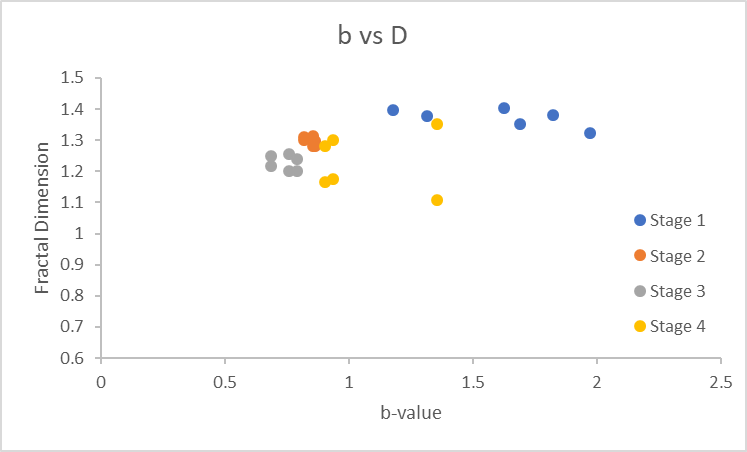 b vs D
Fractal Dimension
1.5
1.4
1.3
1.2
1.1
1
0.9
0.8
0.7
0.6
0 0.5 1 1.5 2 2.5
b-value
Stage 1
Stage 2
Stage 3
Stage 4